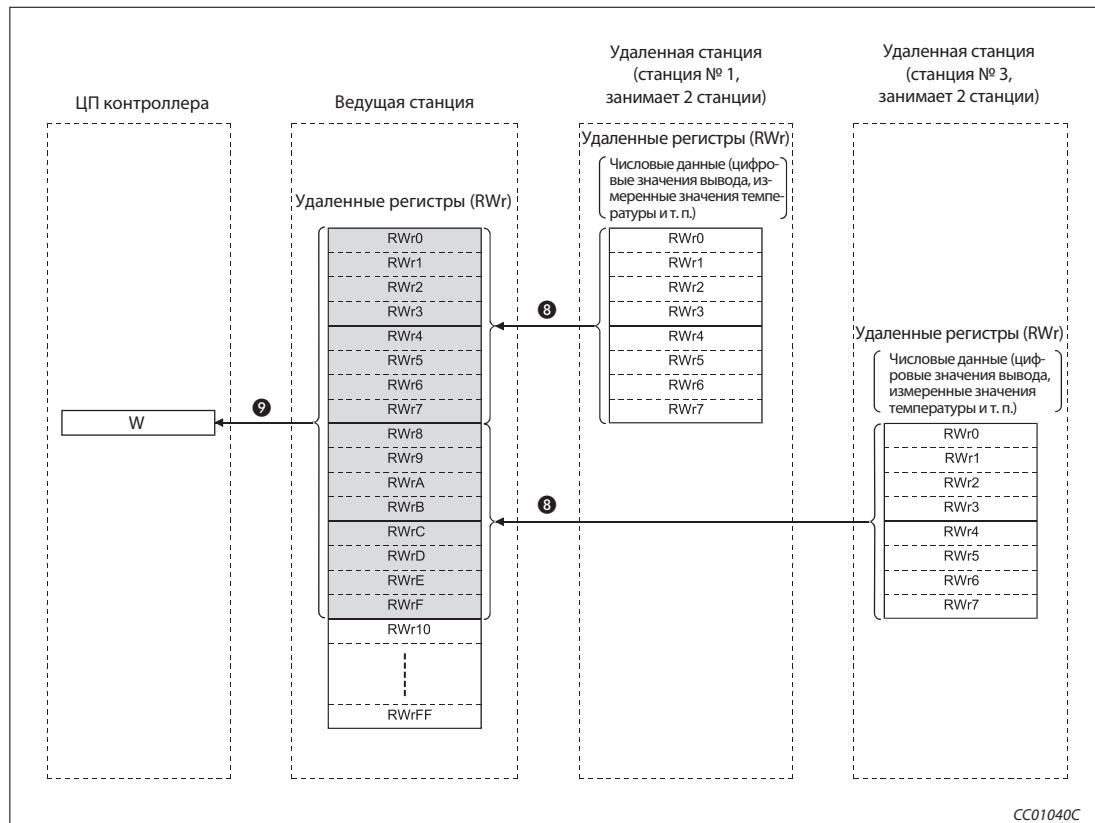 ЦП контроллера
Ведущая станция
Удаленная станция
(станция № 1,
занимает 2 станции)
Удаленная станция
(станция № 3,
занимает 2 станции)
Удаленные регистры (RWr)
Числовые данные (цифро-
вые значения вывода, из-
меренные значения темпе-
ратуры и т. п.)
Удаленные регистры (RWr)
RWr0
RWr1
RWr2
RWr3
RWr4
RWr5
RWr6
RWr7
RWr8
RWr9
RWrA
RWrB
RWrC
RWrD
RWrE
RWrF
RWr10
RWrFF
W
❾
❽
❽
RWr0
RWr1
RWr2
RWr3
RWr4
RWr5
RWr6
RWr7
Удаленные регистры (RWr)
Числовые данные (циф-
ровые значения вывода,
измеренные значения
температуры и т. п.)
RWr0
RWr1
RWr2
RWr3
RWr4
RWr5
RWr6
RWr7
CC01040C